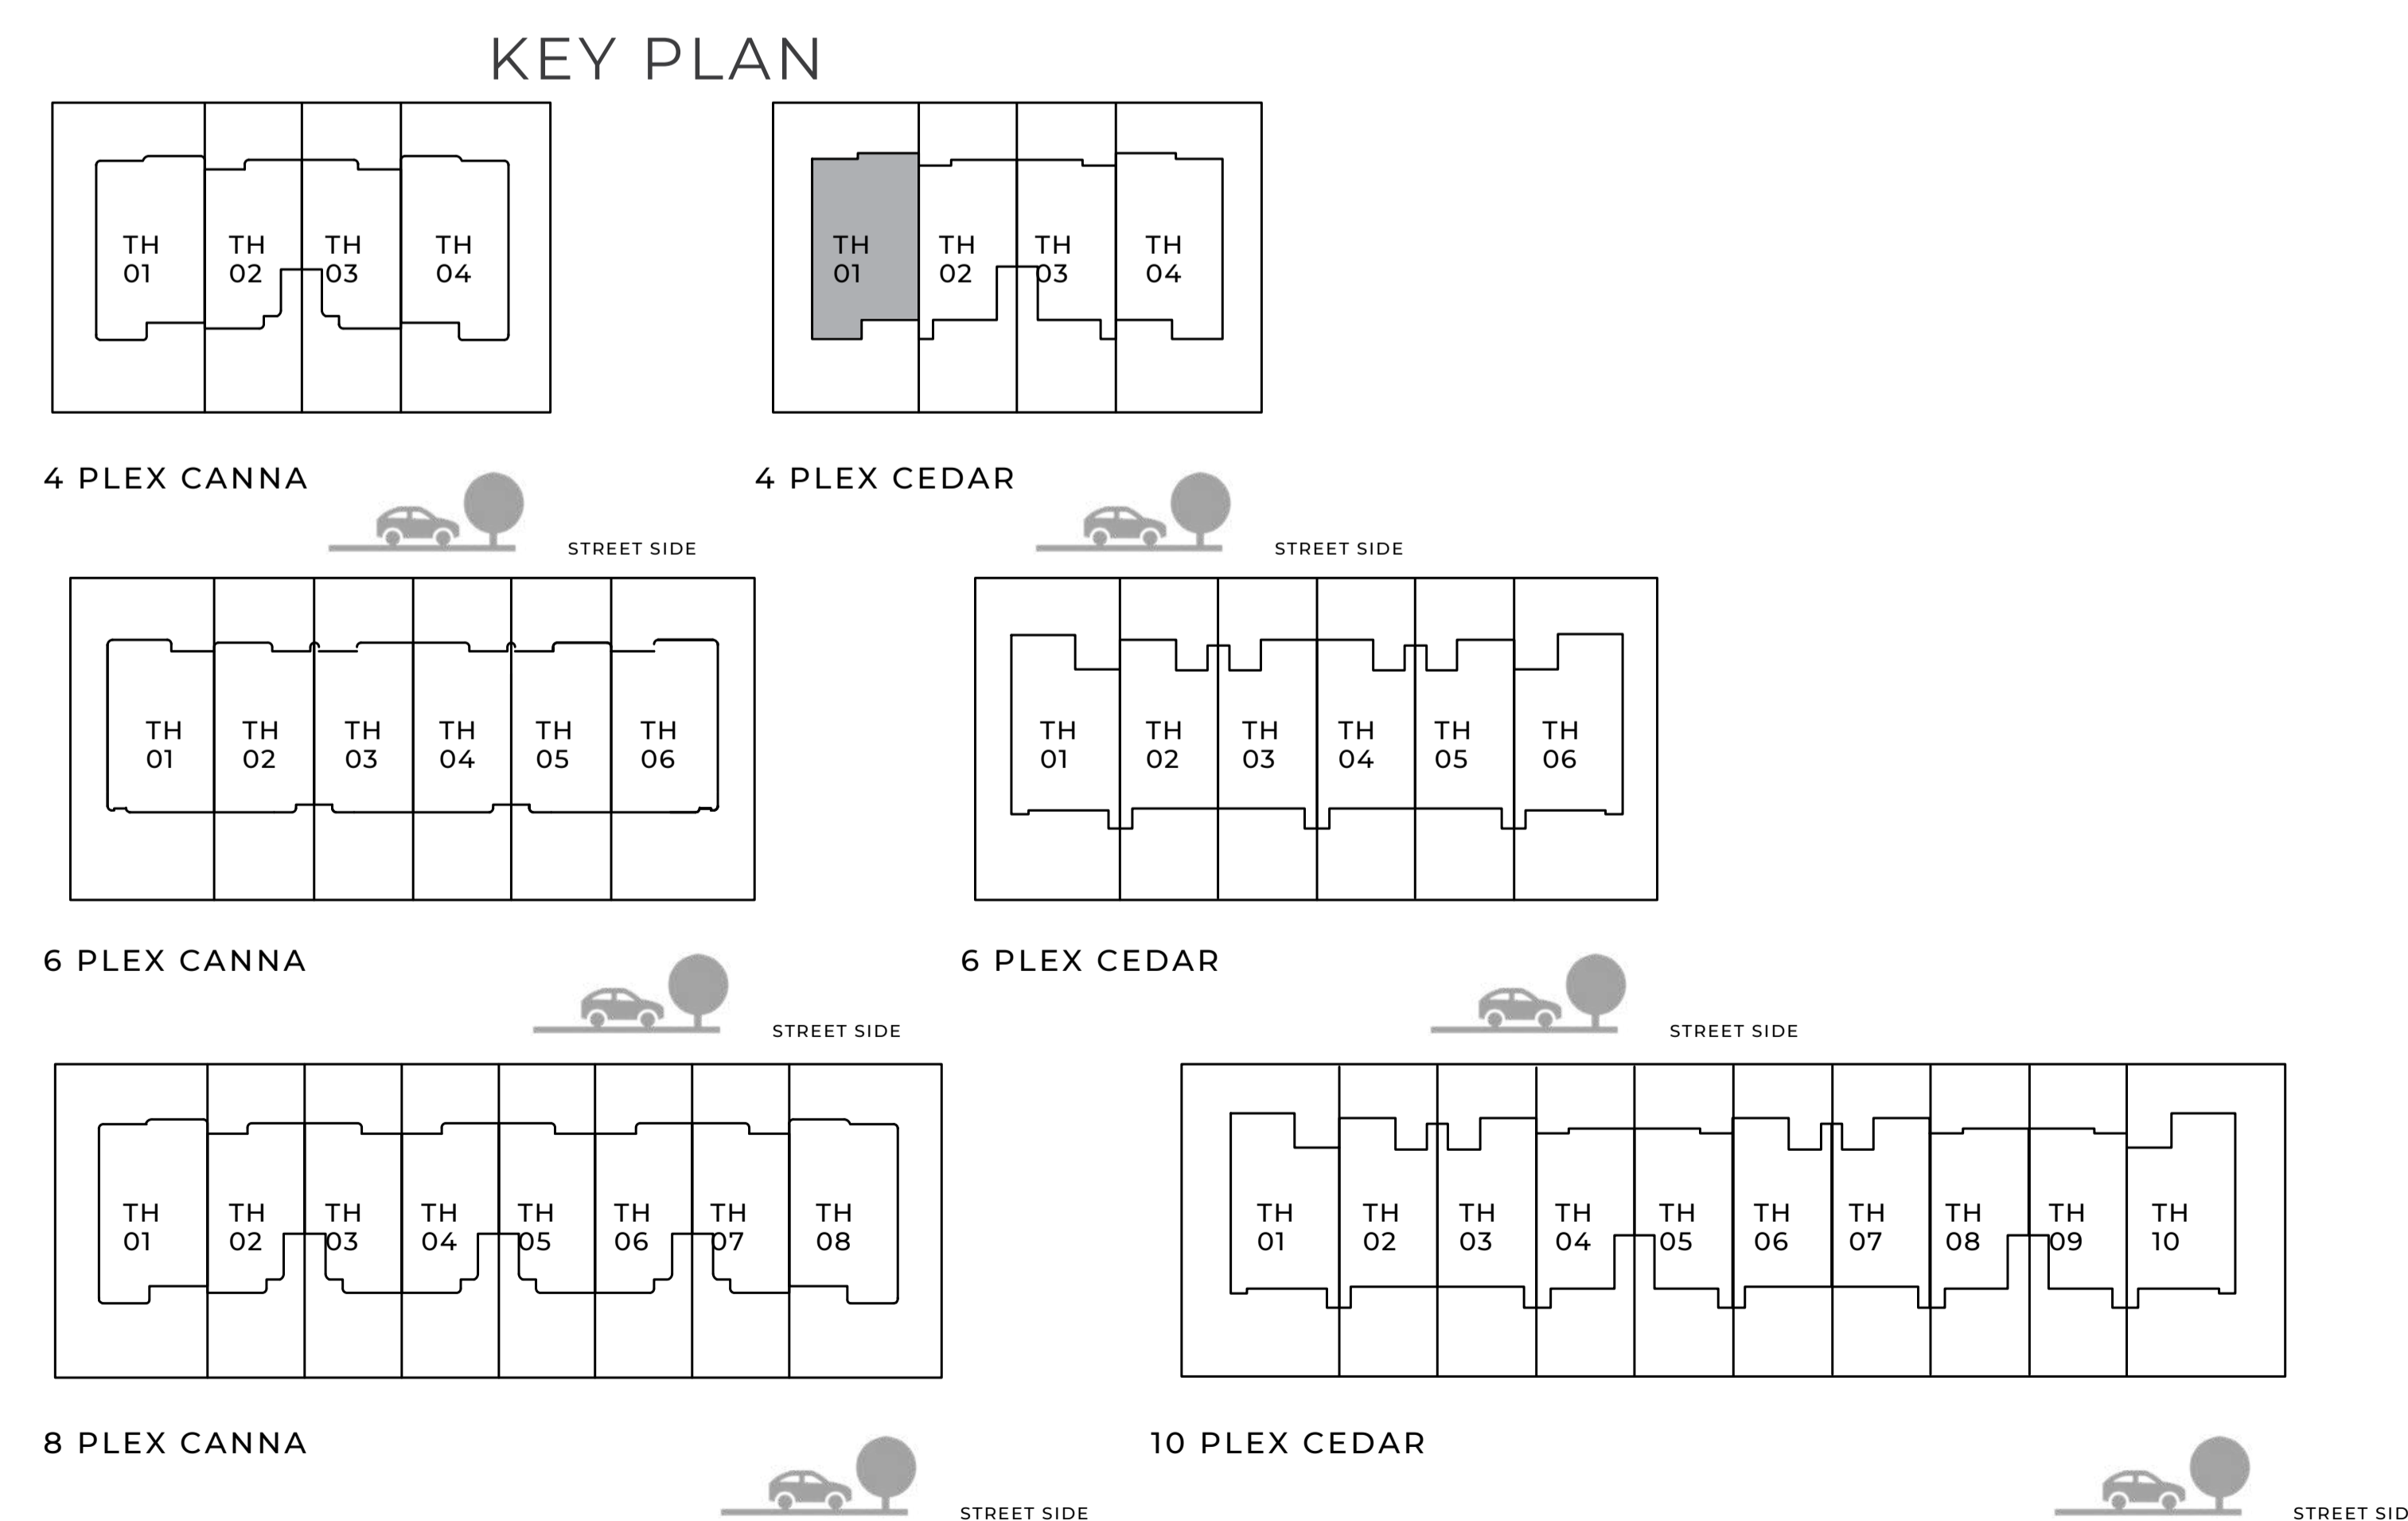 KEY PLAN
TH
01
TH
02
TH
03
TH
04
4 PLEX CANNA
STREET SIDE
TH
01
TH
02
TH
03
TH
04
4 PLEX CEDAR
STREET SIDE
TH
01
TH
02
TH
03
TH
04
TH
05
TH
06
6 PLEX CANNA
STREET SIDE
TH
01
TH
02
TH
03
TH
04
TH
05
TH
06
6 PLEX CEDAR
STREET SIDE
TH
01
TH
02
TH
03
TH
04
TH
05
TH
06
TH
07
TH
08
8 PLEX CANNA
STREET SIDE
TH
01
TH
02
TH
03
TH
04
TH
05
TH
06
TH
07
TH
08
TH
09
TH
10
10 PLEX CEDAR
STREET SID